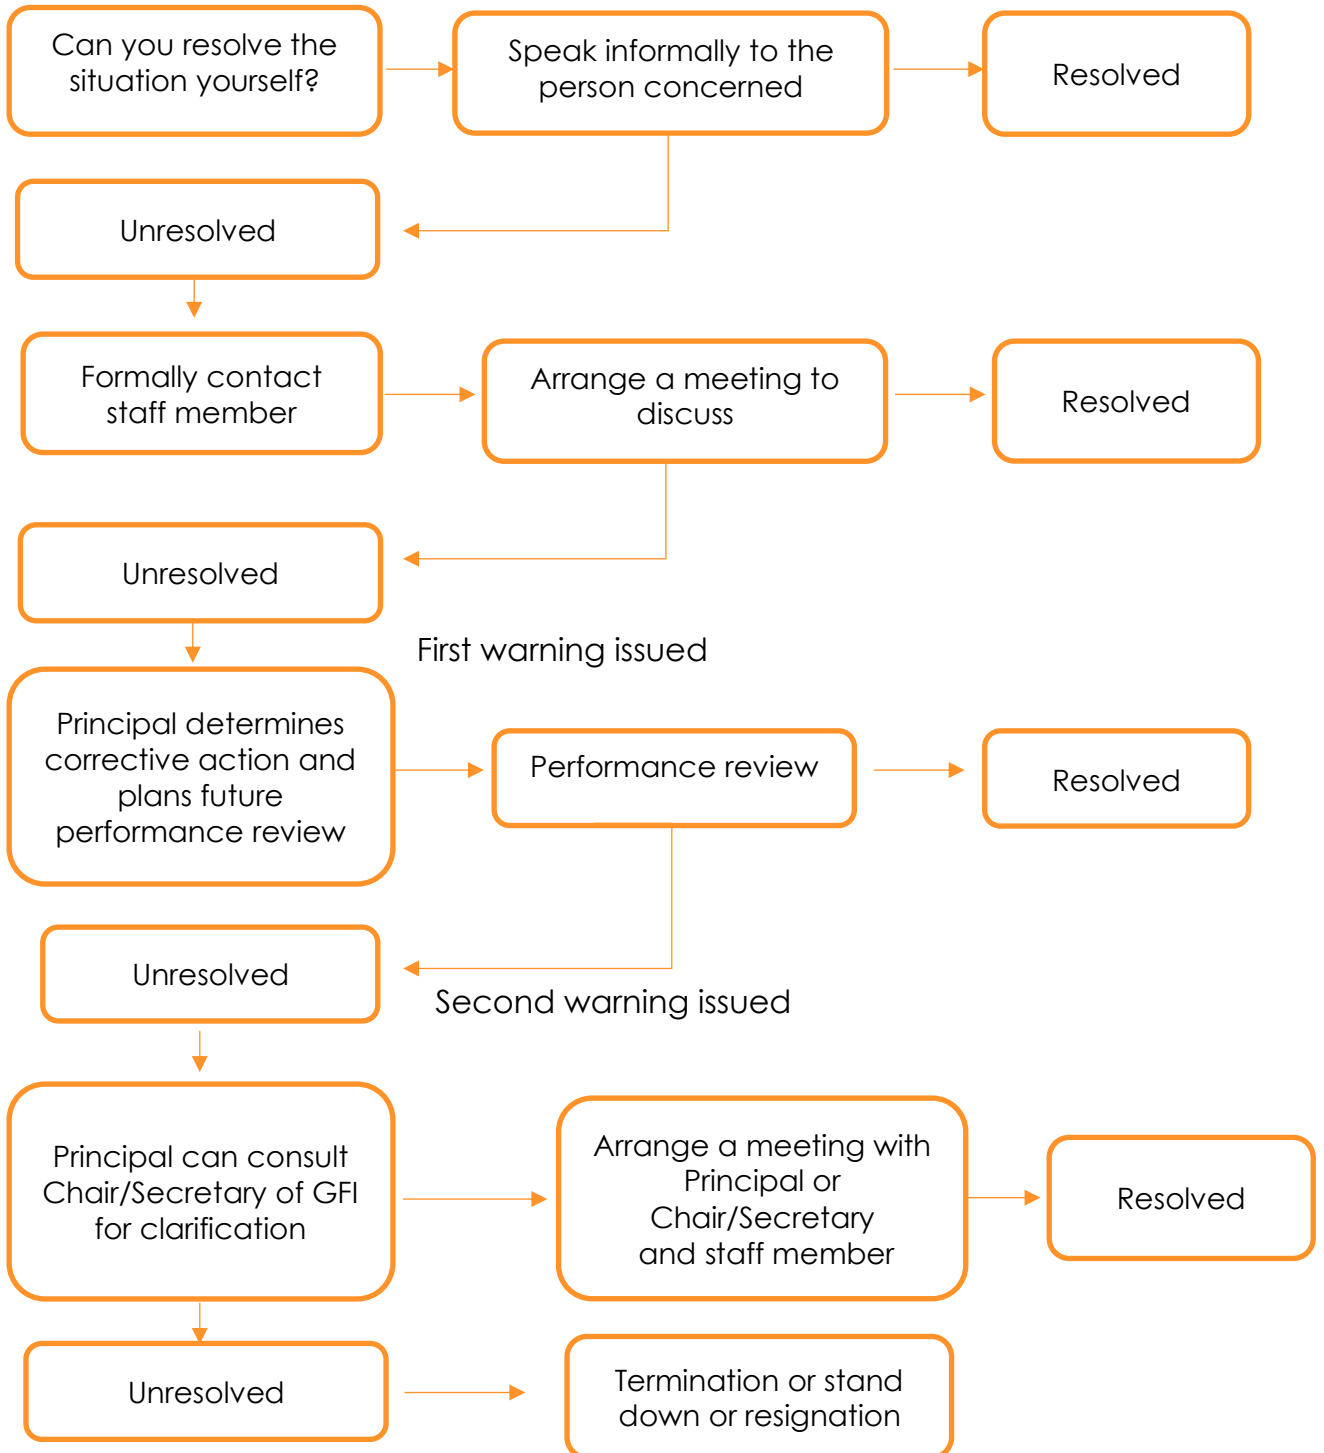 Can you resolve the
situation yourself?
Speak informally to the
person concerned
Resolved
Unresolved
Formally contact
staff member
Arrange a meeting to
discuss
Resolved
Unresolved
First warning issued
Principal determines
corrective action and
plans future
performance review
Performance review
Resolved
Unresolved
Second warning issued
Principal can consult
Chair/Secretary of GFI
for clarification
Arrange a meeting with
Principal or
Chair/Secretary
and staff member
Resolved
Unresolved
Termination or stand
down or resignation